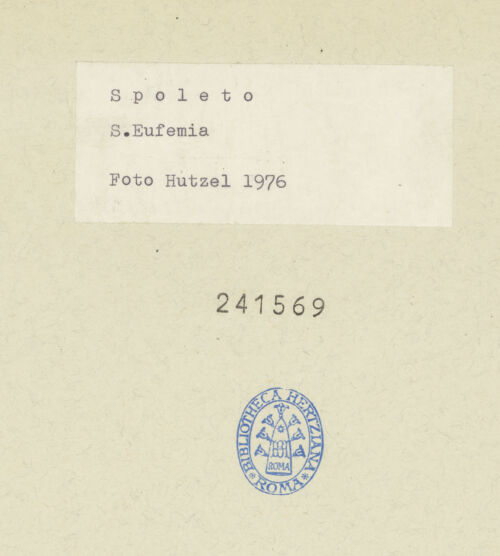 S p o l e t o
S.Eufemia
Foto Hutzel 1976
241569
BIBLIOTHECA HERTZIANA
ROMA
ROMA